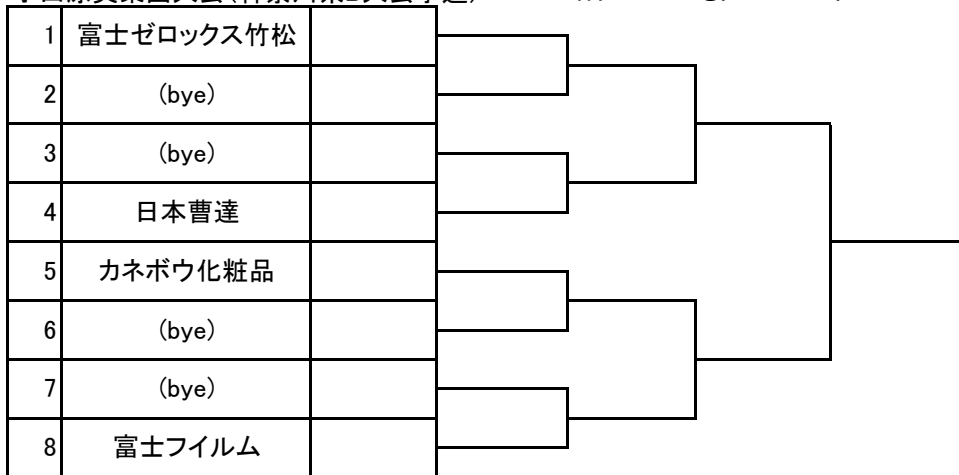 1 富士ゼロックス竹松
2 (bye)
3 (bye)
4 日本曹達
5 カネボウ化粧品
6 (bye)
7 (bye)
8 富士フイルム